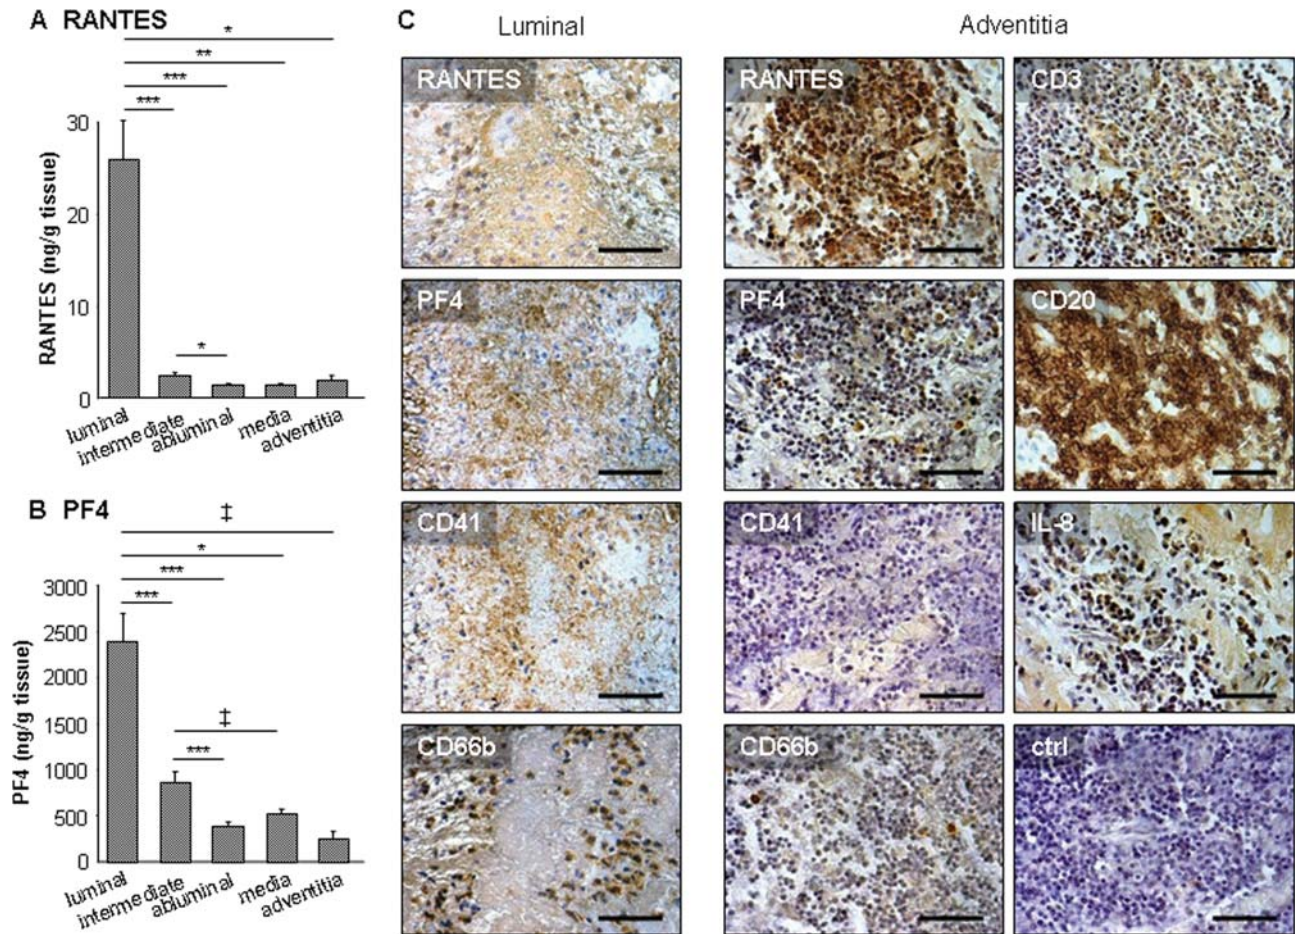 A RANTES
*
**
***
***
30
20
10
0
RANTES (ng/g tissue)
*
luminal
intermediate
abluminal
media
adventitia
B PF4
‡
*
***
***
3000
2500
2000
1500
1000
500
0
PF4 (ng/g tissue)
‡
***
luminal
intermediate
abluminal
media
adventitia
C
Luminal
Adventitia
RANTES
RANTES
CD3
PF4
PF4
CD20
CD41
CD41
IL-8
CD66b
CD66b
ctrl